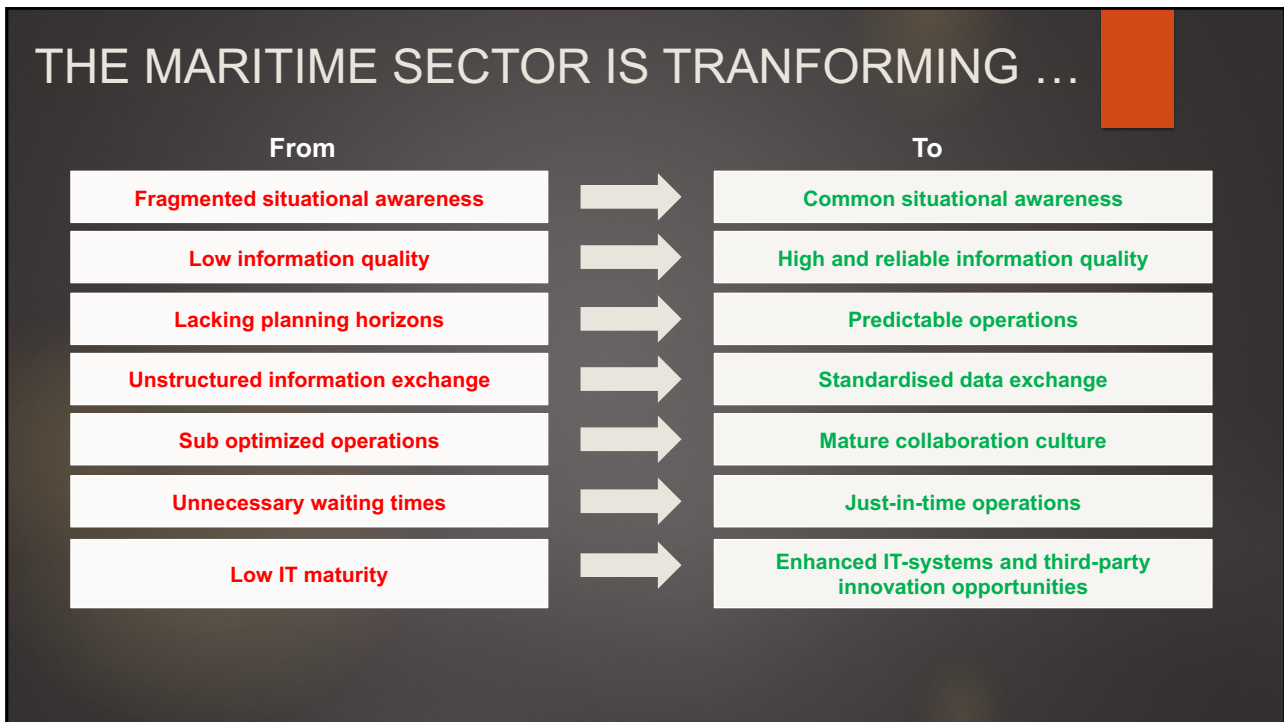 THE MARITIME SECTOR IS TRANFORMING …
From
To
Fragmented situational awareness
Common situational awareness
Low information quality
High and reliable information quality
Lacking planning horizons
Predictable operations
Unstructured information exchange
Standardised data exchange
Sub optimized operations
Mature collaboration culture
Unnecessary waiting times
Just-in-time operations
Low IT maturity
Enhanced IT-systems and third-party
innovation opportunities